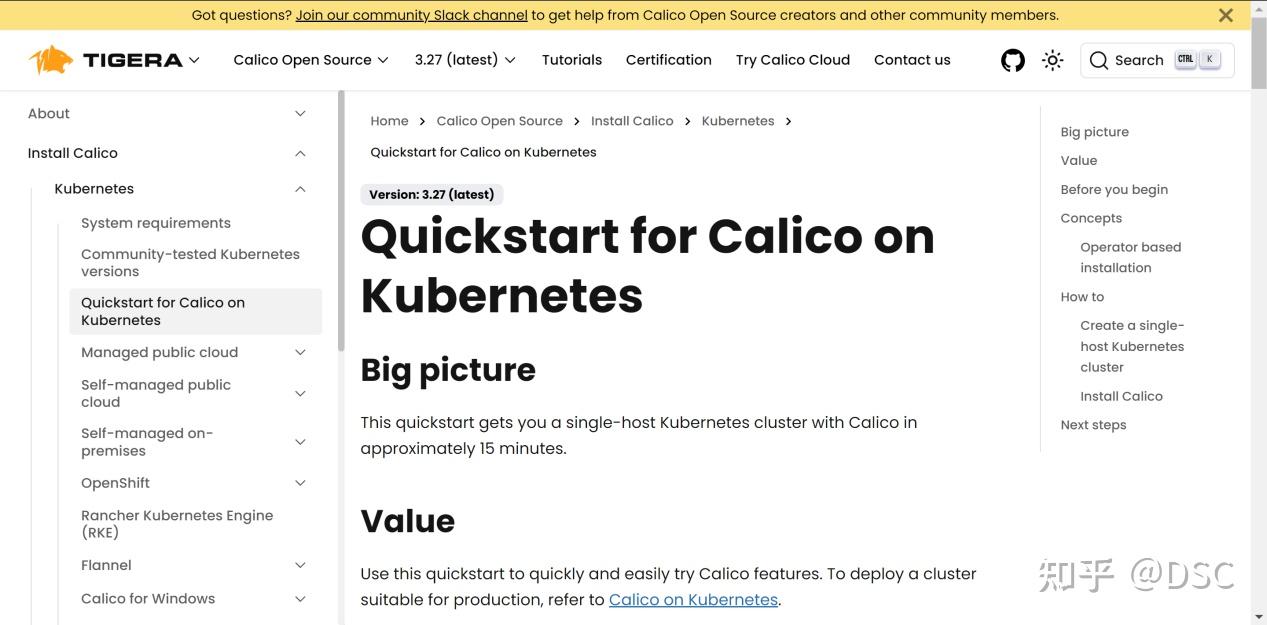 Got questions? Join our community Slack channel to get help from Calico Open Source creators and other community members.
TIGERA
Calico Open Source
3.27 (latest)
Tutorials
Certification
Try Calico Cloud
Contact us
Search
CTRL
K
About
Install Calico
Kubernetes
System requirements
Community-tested Kubernetes
versions
Quickstart for Calico on
Kubernetes
Managed public cloud
Self-managed public
cloud
Self-managed on-
premises
OpenShift
Rancher Kubernetes Engine
(RKE)
Flannel
Calico for Windows
Home
Calico Open Source
Install Calico
Kubernetes
Quickstart for Calico on Kubernetes
Version: 3.27 (latest)
Quickstart for Calico on
Kubernetes
Big picture
This quickstart gets you a single-host Kubernetes cluster with Calico in
approximately 15 minutes.
Value
Use this quickstart to quickly and easily try Calico features. To deploy a cluster
suitable for production, refer to Calico on Kubernetes.
Big picture
Value
Before you begin
Concepts
Operator based
installation
How to
Create a single-
host Kubernetes
cluster
Install Calico
Next steps
知乎 @DSC